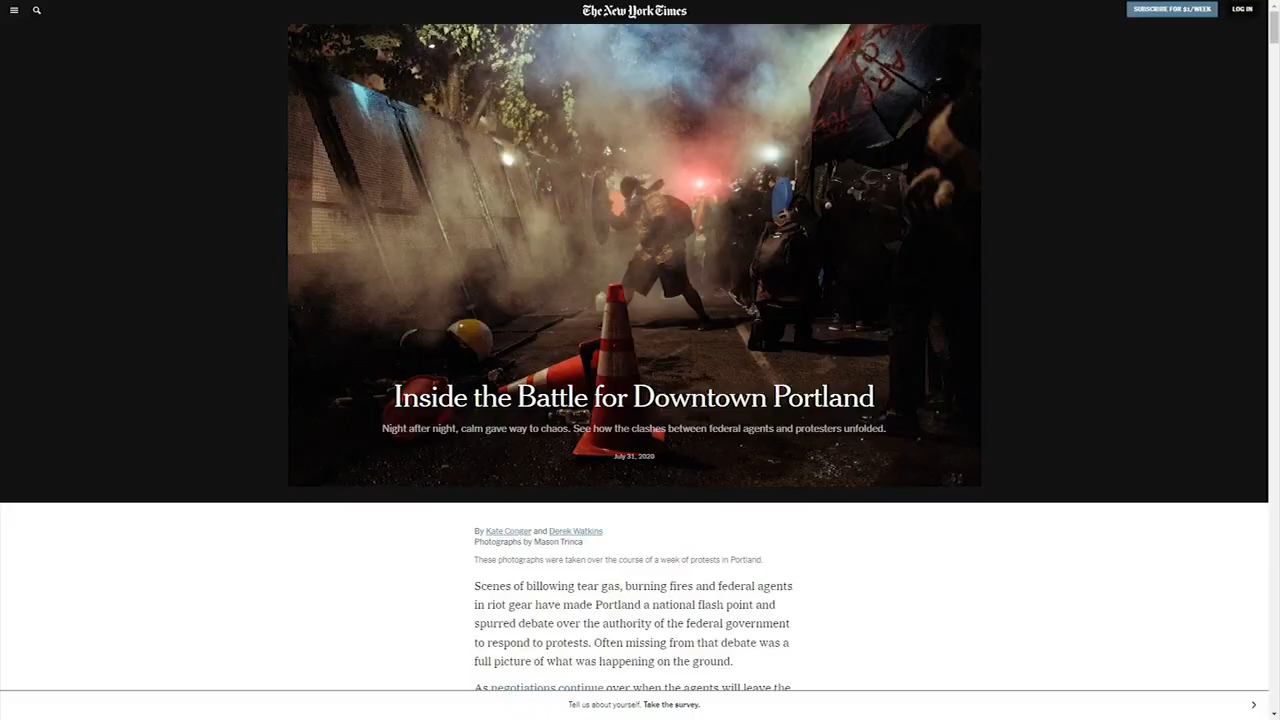 The New York Times
SUBSCRIBE FOR $1/WEEK
LOG IN
Inside the Battle for Downtown Portland
Night after night, calm gave way to chaos. See how the clashes between federal agents and protesters unfolded.
July 31, 2020
By Kate Conger and Derek Watkins
Photographs by Mason Trinca
These photographs were taken over the course of a week of protests in Portland.
Scenes of billowing tear gas, burning fires and federal agents
in riot gear have made Portland a national flash point and
spurred debate over the authority of the federal government
to respond to protests. Often missing from that debate was a
full picture of what was happening on the ground.
As negotiations continue over when the agents will leave the
Tell us about yourself. Take the survey.